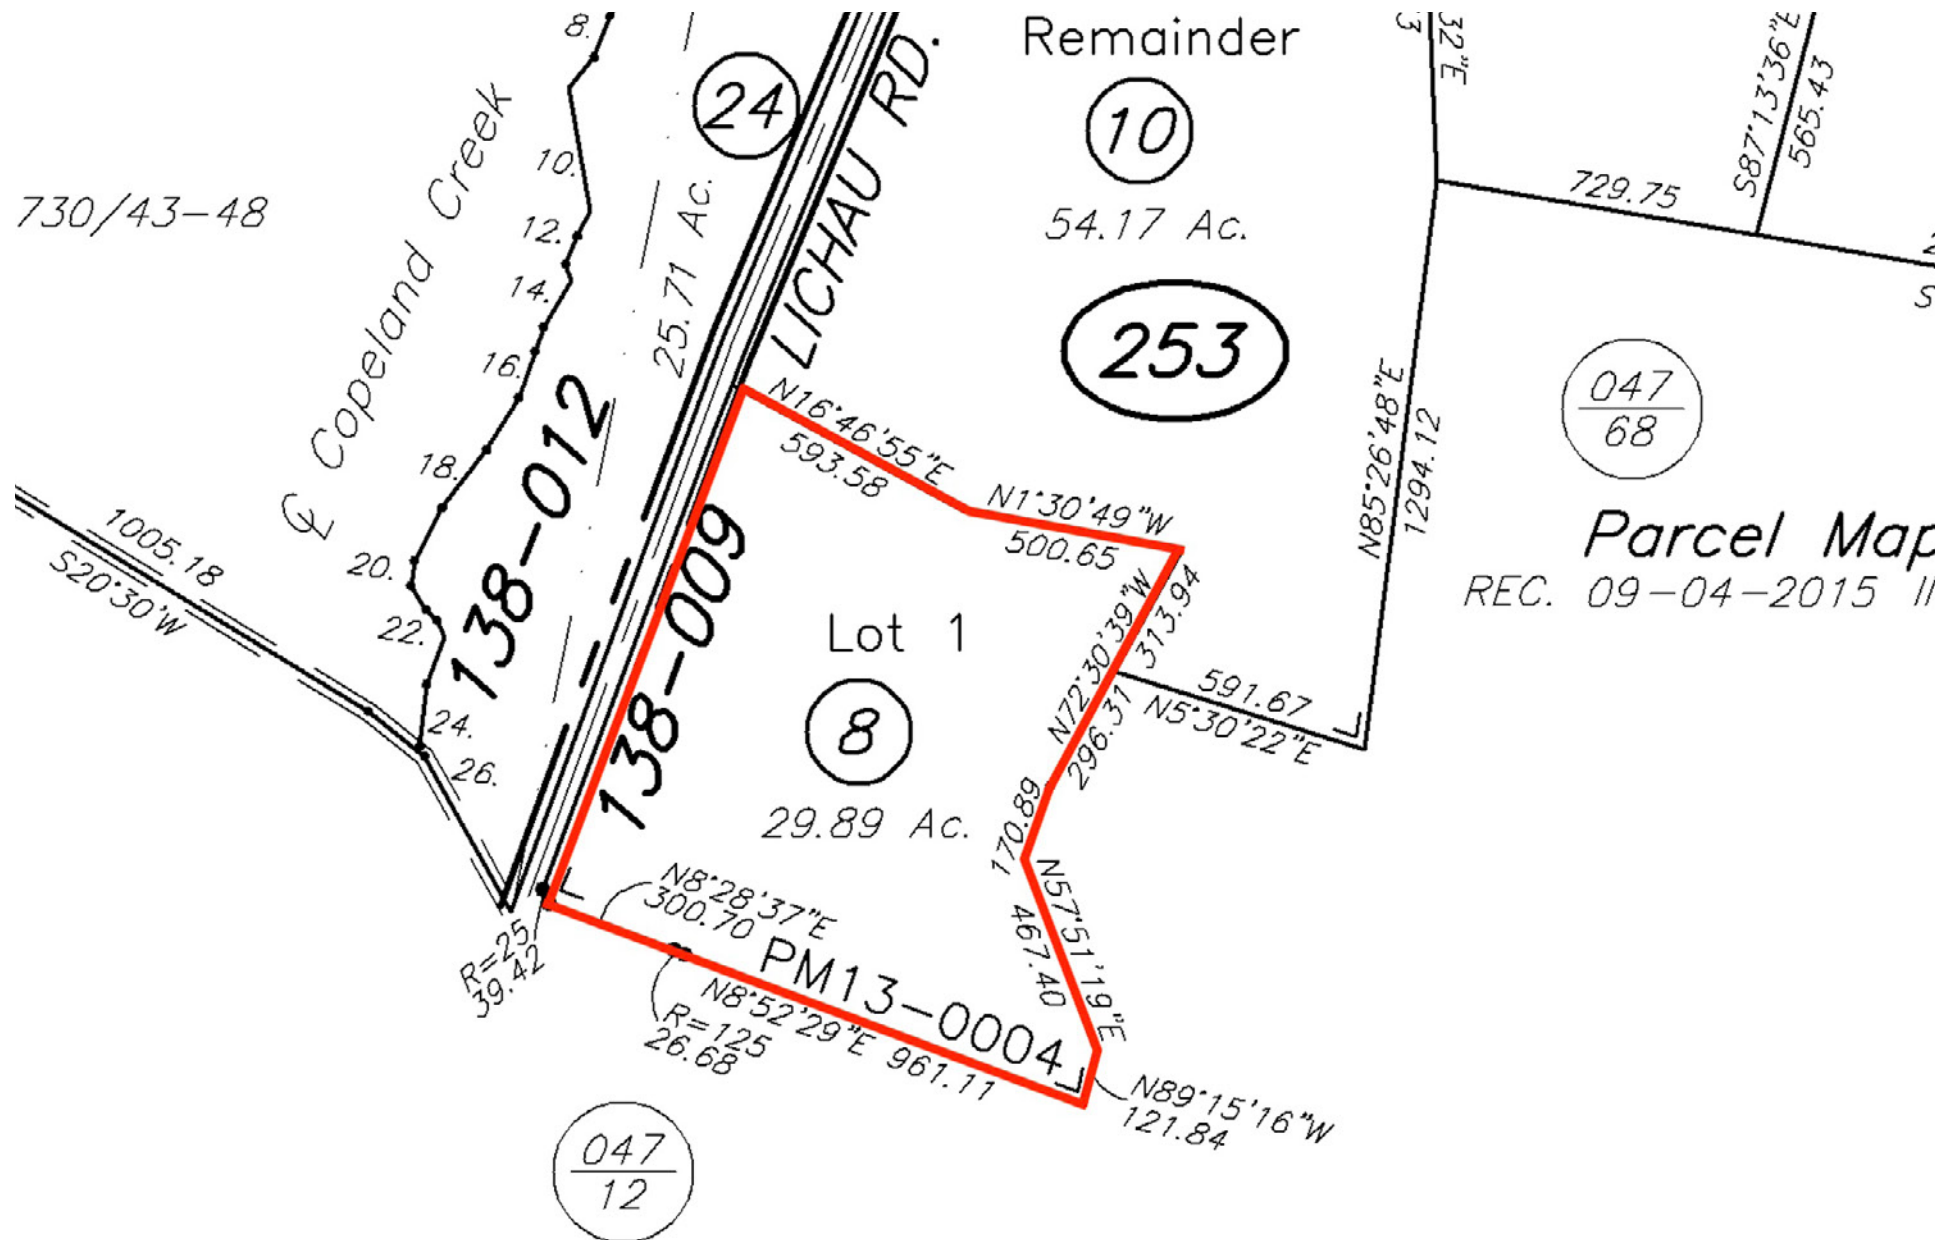 8.
10.
12.
14.
16.
18.
20.
22.
24.
26.
730/43-48
℄ Copeland Creek
1005.18
S20°30'W
138-012
25.71 Ac.
24
LICHAU RD.
Remainder
10
54.17 Ac.
253
32"E
S87°13'36"E
565.43
729.75
N85°26'48"E
1294.12
047
68
Parcel Map
REC. 09-04-2015
N16°46'55"E
593.58
N1°30'49"W
500.65
138-009
Lot 1
8
29.89 Ac.
N72°30'39"W
313.94
296.31
591.67
N5°30'22"E
170.89
N57°51'19"E
467.40
N8°28'37"E
300.70
PM13-0004
R=25
39.42
N8°52'29"E 961.11
R=125
26.68
N89°15'16"W
121.84
047
12